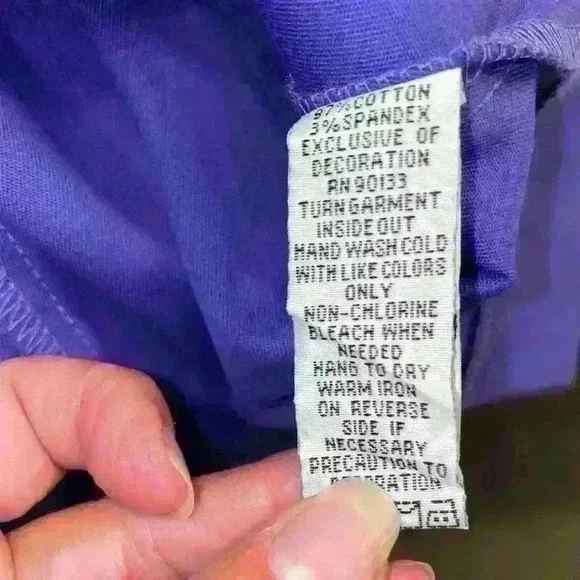 97% COTTON
3% SPANDEX
EXCLUSIVE OF
DECORATION
RN 90133
TURN GARMENT
INSIDE OUT
HAND WASH COLD
WITH LIKE COLORS
ONLY
NON-CHLORINE
BLEACH WHEN
NEEDED
HANG TO DRY
WARM IRON
ON REVERSE
SIDE IF
NECESSARY
PRECAUTION TO